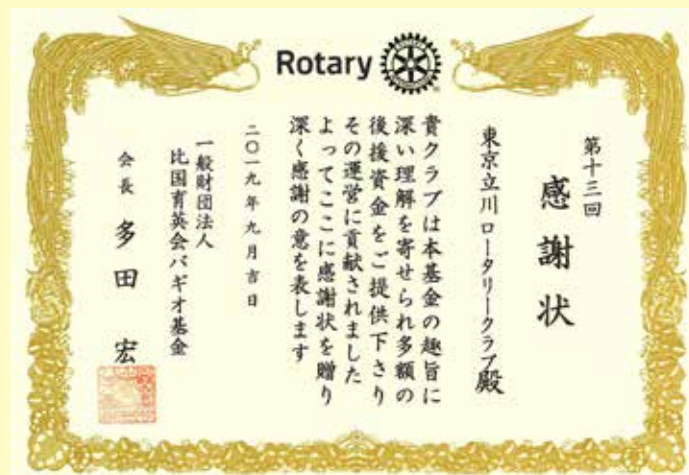 Rotary
第十三回
感謝状
東京立川ロータリークラブ殿
貴クラブは本基金の趣旨に
深い理解を寄せられ多額の
後援資金をご提供下さり
その運営に貢献されました
よってここに感謝状を贈り
深く感謝の意を表します
二〇一九年九月吉日
一般財団法人
比国育英会バギオ基金
会長 多田 宏